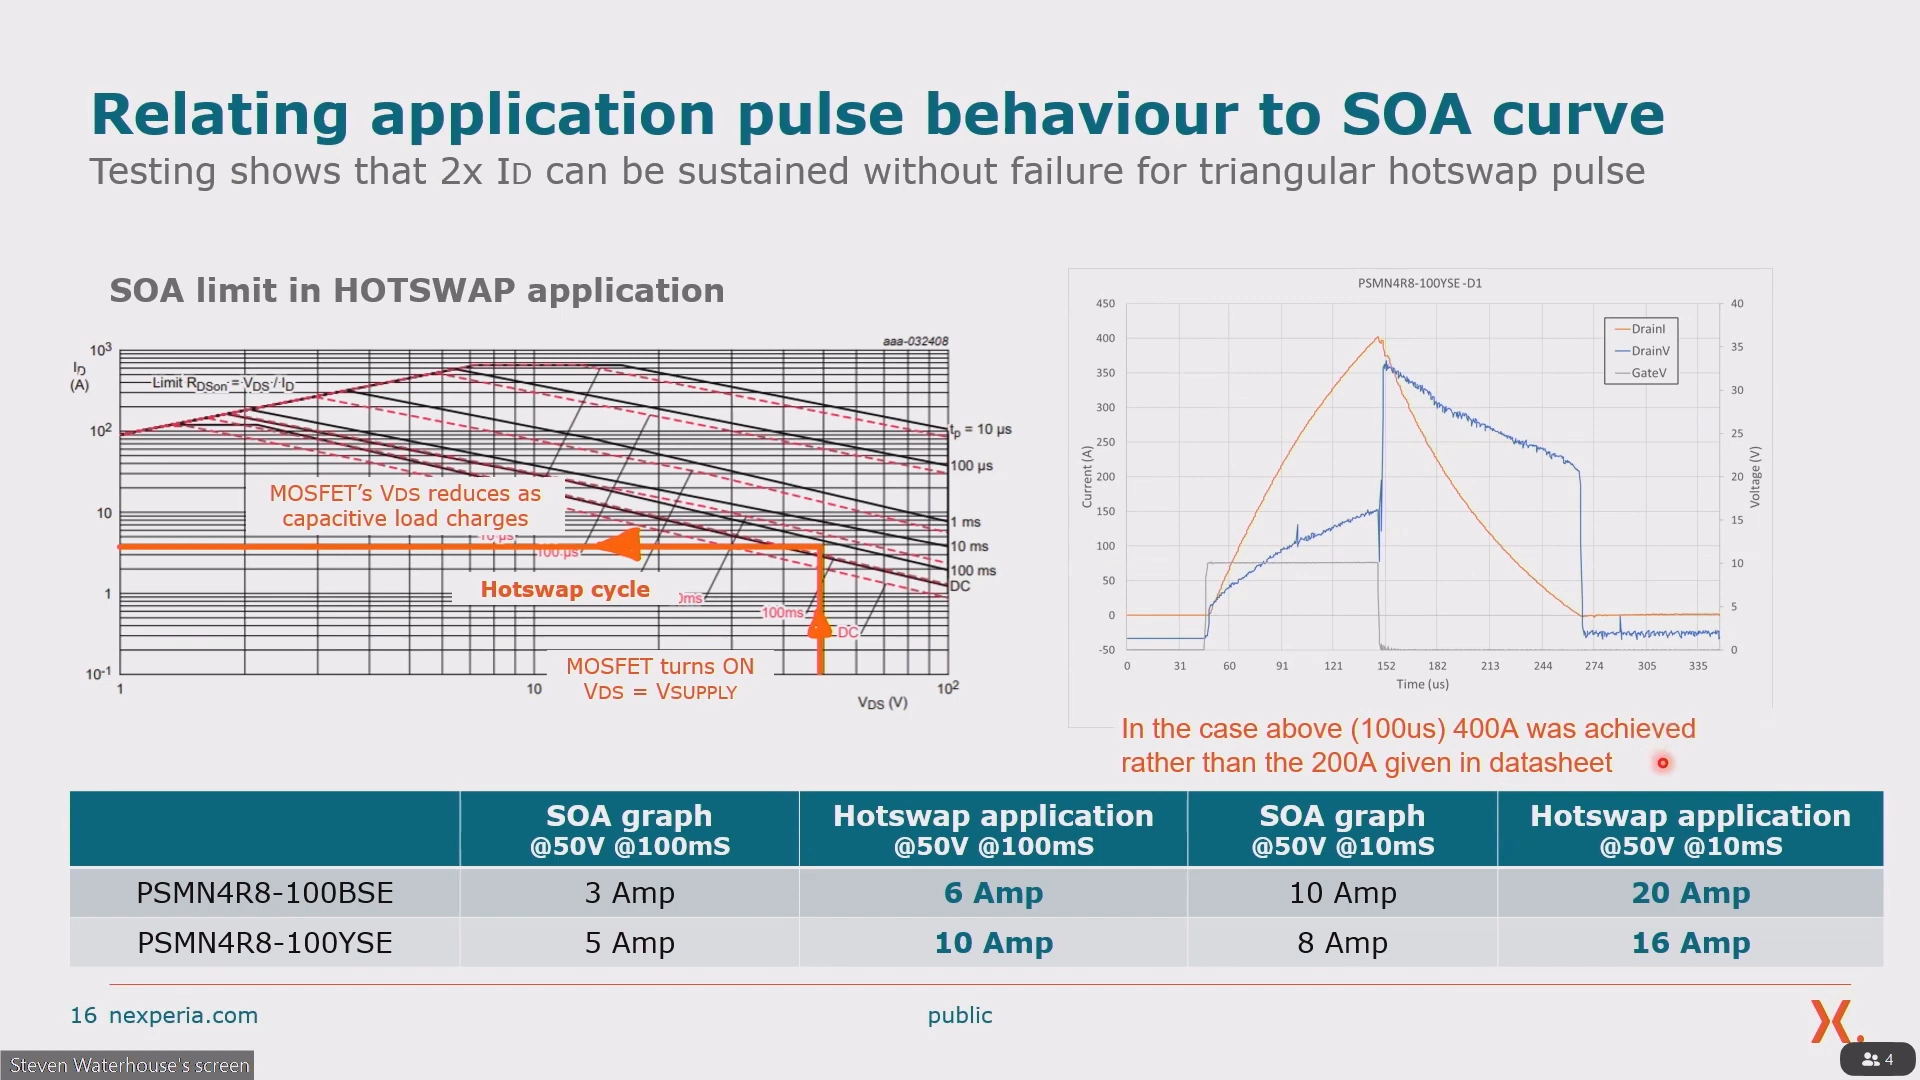 Relating application pulse behaviour to SOA curve
Testing shows that 2x ID can be sustained without failure for triangular hotswap pulse
SOA limit in HOTSWAP application
aaa-032408
10³
ID
(A)
Limit RDSon = VDS / ID
10²
10
1
10⁻¹
tp = 10 µs
100 µs
1 ms
10 ms
100 ms
DC
MOSFET's VDS reduces as
capacitive load charges
10 µs
100 µs
Hotswap cycle
100ms
DC
MOSFET turns ON
VDS = VSUPPLY
1
10
10²
VDS (V)
PSMN4R8-100YSE -D1
450
400
350
300
250
200
150
100
50
0
-50
Current (A)
DrainI
DrainV
GateV
40
35
30
25
20
15
10
5
0
Voltage (V)
0 31 60 91 121 152 182 213 244 274 305 335
Time (us)
In the case above (100us) 400A was achieved
rather than the 200A given in datasheet
SOA graph Hotswap application SOA graph Hotswap application
@50V @100mS @50V @100mS @50V @10mS @50V @10mS
PSMN4R8-100BSE 3 Amp 6 Amp 10 Amp 20 Amp
PSMN4R8-100YSE 5 Amp 10 Amp 8 Amp 16 Amp
16 nexperia.com public
Steven Waterhouse's screen
4